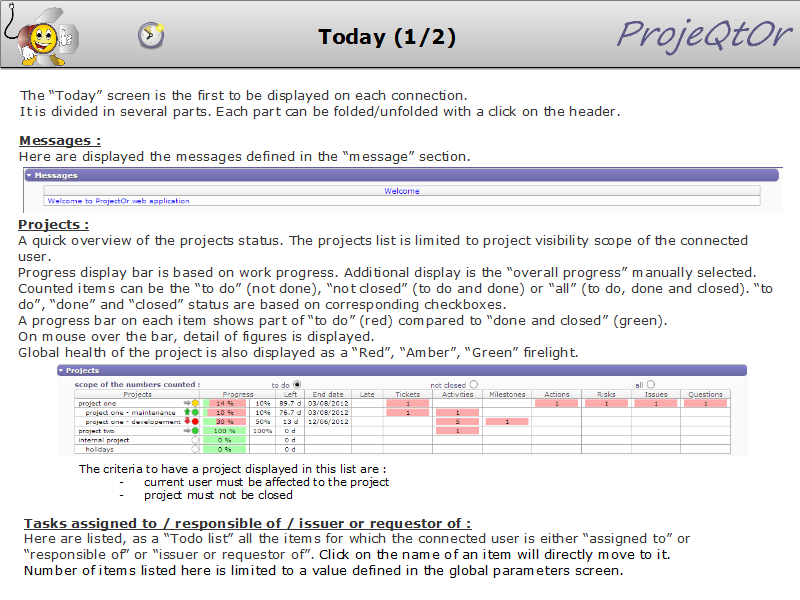 Today (1/2)
ProjeQtOr
The “Today” screen is the first to be displayed on each connection.
It is divided in several parts. Each part can be folded/unfolded with a click on the header.
Messages :
Here are displayed the messages defined in the “message” section.
Messages
Welcome
Welcome to ProjectOr web application
Projects :
A quick overview of the projects status. The projects list is limited to project visibility scope of the connected
user.
Progress display bar is based on work progress. Additional display is the “overall progress” manually selected.
Counted items can be the “to do” (not done), “not closed” (to do and done) or “all” (to do, done and closed). “to
do”, “done” and “closed” status are based on corresponding checkboxes.
A progress bar on each item shows part of “to do” (red) compared to “done and closed” (green).
On mouse over the bar, detail of figures is displayed.
Global health of the project is also displayed as a “Red”, “Amber”, “Green” firelight.
Projects
scope of the numbers counted : to do not closed all
Projects Progress Left End date Late Tickets Activities Milestones Actions Risks Issues Questions
project one 14 % 10% 89.7 d 03/08/2012 1 1 1 1 1
project one - maintenance 10 % 10% 76.7 d 03/08/2012 1 1
project one - developement 30 % 50% 13 d 12/06/2012 5 1
project two 100 % 100% 0 d 1
internal project 0 % 0 d
holidays 0 % 0 d
The criteria to have a project displayed in this list are :
- current user must be affected to the project
- project must not be closed
Tasks assigned to / responsible of / issuer or requestor of :
Here are listed, as a “Todo list” all the items for which the connected user is either “assigned to” or
“responsible of” or “issuer or requestor of”. Click on the name of an item will directly move to it.
Number of items listed here is limited to a value defined in the global parameters screen.